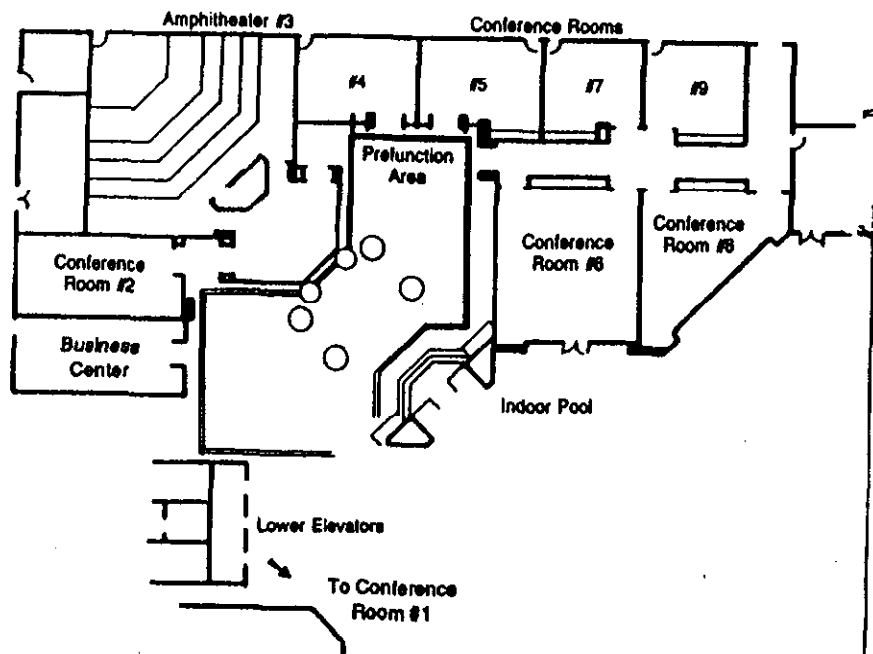 Amphitheater #3
Conference Rooms
#4
#5
#7
#9
Prefunction
Area
Conference
Room #2
Conference
Room #6
Conference
Room #8
Business
Center
Indoor Pool
Lower Elevators
To Conference
Room #1